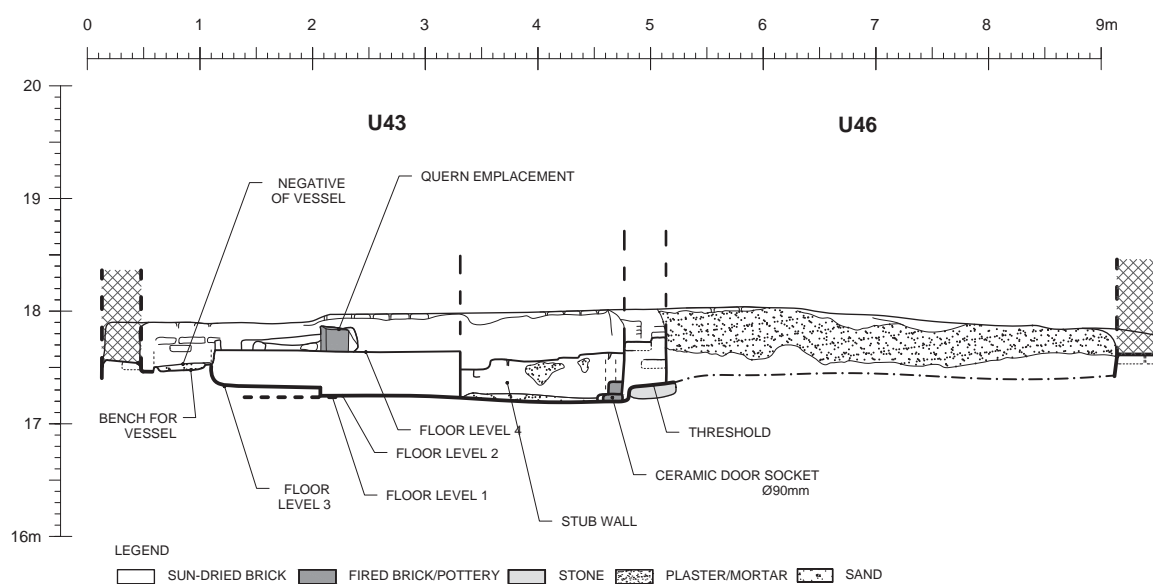 0 1 2 3 4 5 6 7 8 9m
20
U43 U46
19
NEGATIVE
OF VESSEL
QUERN EMPLACEMENT
18
BENCH FOR
VESSEL
17
FLOOR LEVEL 4
THRESHOLD
FLOOR LEVEL 2
CERAMIC DOOR SOCKET
Ø90mm
FLOOR
LEVEL 3
FLOOR LEVEL 1
STUB WALL
16m
LEGEND
SUN-DRIED BRICK FIRED BRICK/POTTERY STONE PLASTER/MORTAR SAND